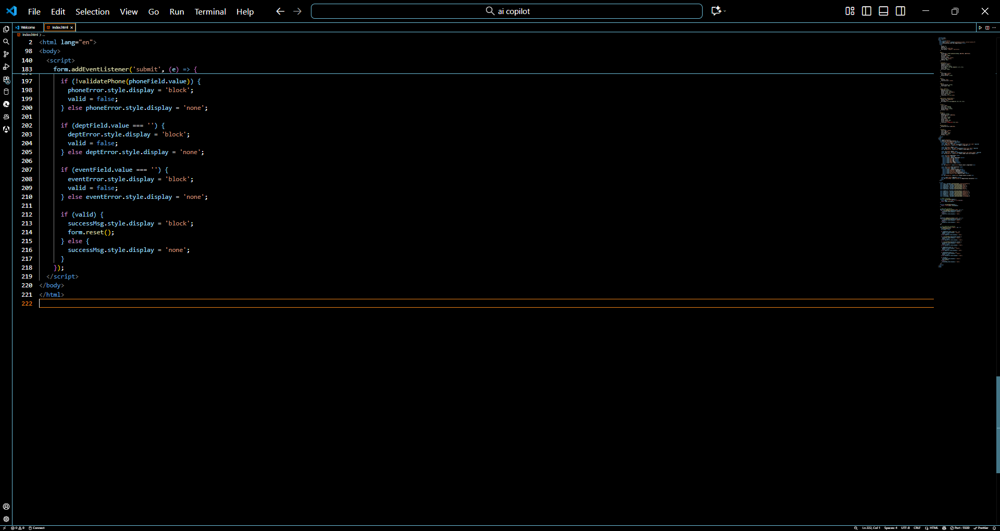 File Edit Selection View Go Run Terminal Help
ai copilot
Welcome
index.html
index.html > ...
2 <html lang="en">
98 <body>
140 <script>
183 form.addEventListener('submit', (e) => {
197 if (!validatePhone(phoneField.value)) {
198 phoneError.style.display = 'block';
199 valid = false;
200 } else phoneError.style.display = 'none';
201
202 if (deptField.value === '') {
203 deptError.style.display = 'block';
204 valid = false;
205 } else deptError.style.display = 'none';
206
207 if (eventField.value === '') {
208 eventError.style.display = 'block';
209 valid = false;
210 } else eventError.style.display = 'none';
211
212 if (valid) {
213 successMsg.style.display = 'block';
214 form.reset();
215 } else {
216 successMsg.style.display = 'none';
217 }
218 });
219 </script>
220 </body>
221 </html>
222
0 0 Connect
Ln 222, Col 1 Spaces: 4 UTF-8 CRLF HTML Port : 5500 Prettier